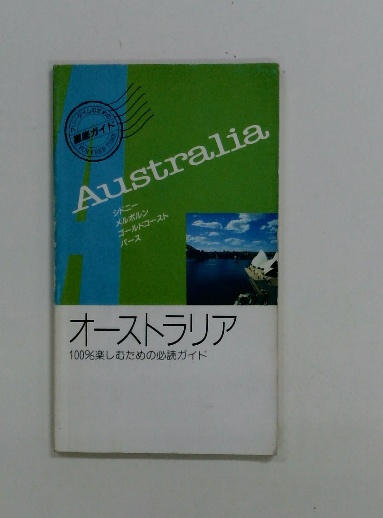 徹底ガイド
Australia
シドニー
メルボルン
ゴールドコースト
パース
オーストラリア
100%楽しむための必読ガイド